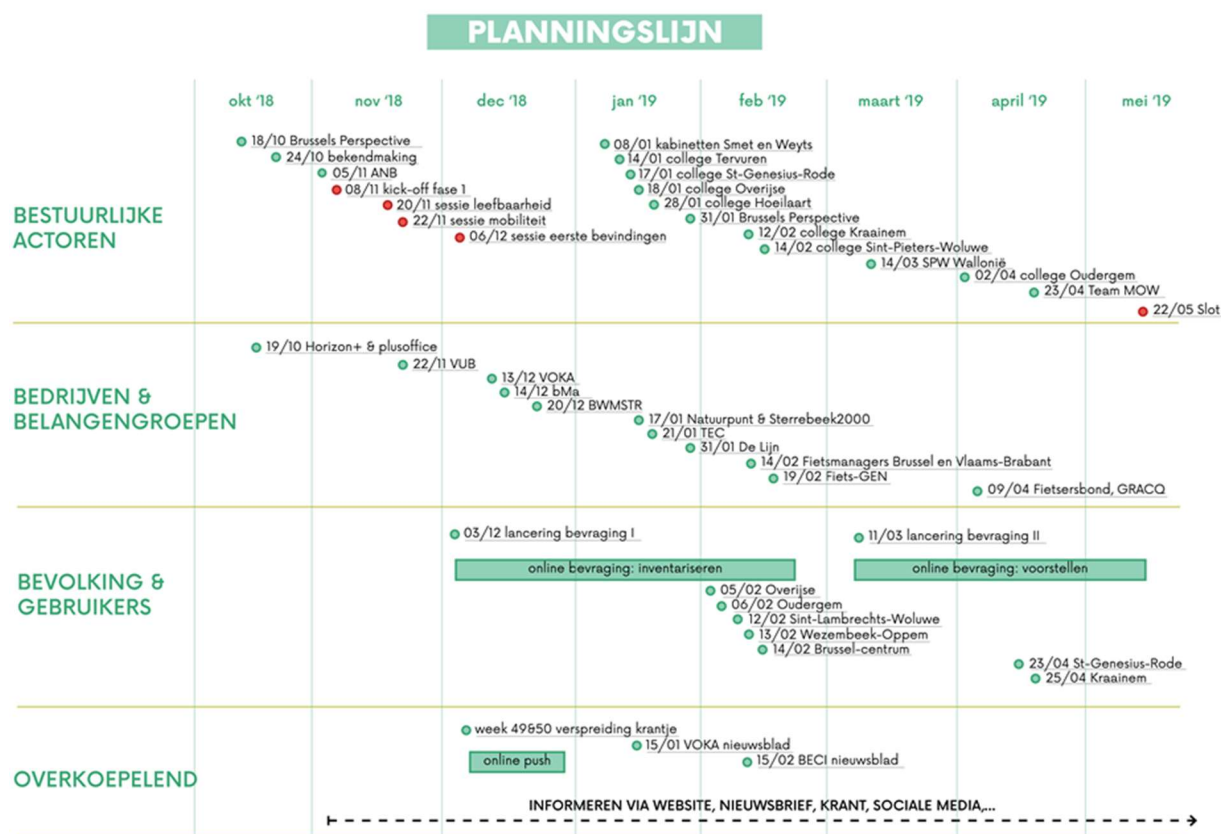 PLANNINGSLIJN
okt '18
nov '18
dec '18
jan '19
feb '19
maart '19
april '19
mei '19
BESTUURLIJKE
ACTOREN
18/10 Brussels Perspective
24/10 bekendmaking
05/11 ANB
08/11 kick-off fase 1
20/11 sessie leefbaarheid
22/11 sessie mobiliteit
06/12 sessie eerste bevindingen
08/01 kabinetten Smet en Weyts
14/01 college Tervuren
17/01 college St-Genesius-Rode
18/01 college Overijse
28/01 college Hoeilaart
31/01 Brussels Perspective
12/02 college Kraainem
14/02 college Sint-Pieters-Woluwe
14/03 SPW Wallonië
02/04 college Oudergem
23/04 Team MOW
22/05 Slot
BEDRIJVEN &
BELANGENGROEPEN
19/10 Horizon+ & plusoffice
22/11 VUB
13/12 VOKA
14/12 bMa
20/12 BWMSTR
17/01 Natuurpunt & Sterrebeek2000
21/01 TEC
31/01 De Lijn
14/02 Fietsmanagers Brussel en Vlaams-Brabant
19/02 Fiets-GEN
09/04 Fietsersbond, GRACQ
BEVOLKING &
GEBRUIKERS
03/12 lancering bevraging I
11/03 lancering bevraging II
online bevraging: inventariseren
online bevraging: voorstellen
05/02 Overijse
06/02 Oudergem
12/02 Sint-Lambrechts-Woluwe
13/02 Wezembeek-Oppem
14/02 Brussel-centrum
23/04 St-Genesius-Rode
25/04 Kraainem
OVERKOEPELEND
week 49&50 verspreiding krantje
15/01 VOKA nieuwsblad
online push
15/02 BECI nieuwsblad
INFORMEREN VIA WEBSITE, NIEUWSBRIEF, KRANT, SOCIALE MEDIA,...